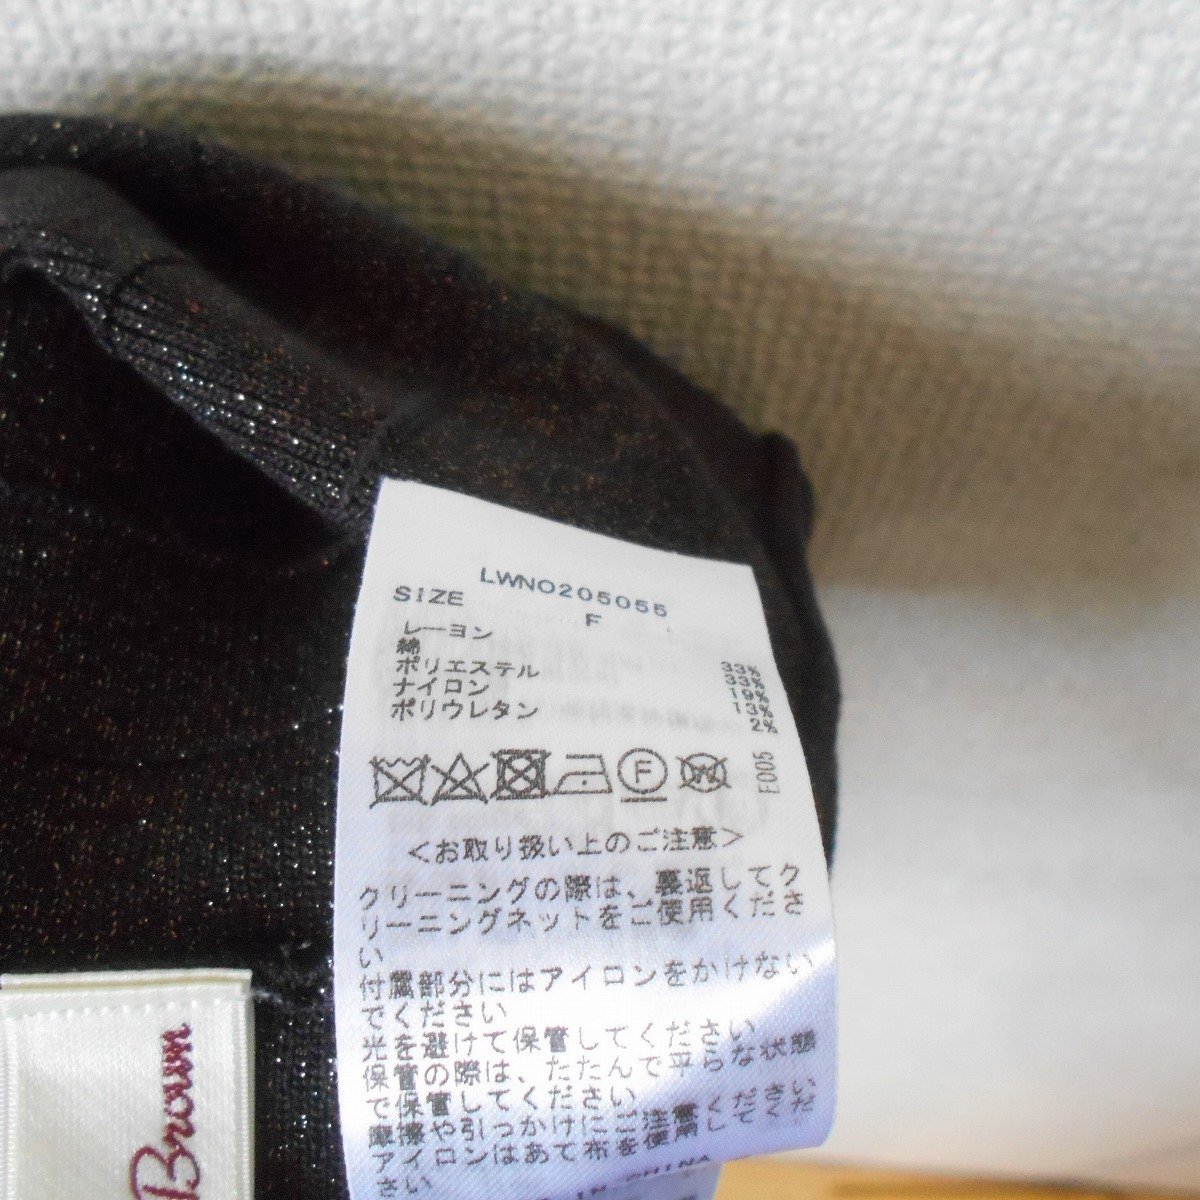 LWNO205055
SIZE F
レーヨン 33%
綿 33%
ポリエステル 19%
ナイロン 13%
ポリウレタン 2%
F
W
E005
<お取り扱い上のご注意>
クリーニングの際は、裏返してク
リーニングネットをご使用くださ
い
付属部分にはアイロンをかけない
でください
光を避けて保管してください
保管の際は、たたんで平らな状態
で保管してください
摩擦や引っかけにご注意ください
アイロンはあて布を使用してくだ
さい
IN CHINA
Brown